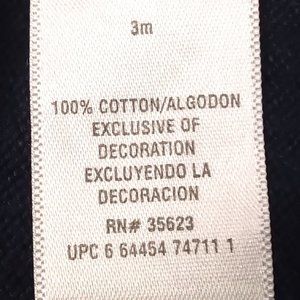 3m
100% COTTON/ALGODON
EXCLUSIVE OF
DECORATION
EXCLUYENDO LA
DECORACION
RN# 35623
UPC 6 64454 74711 1